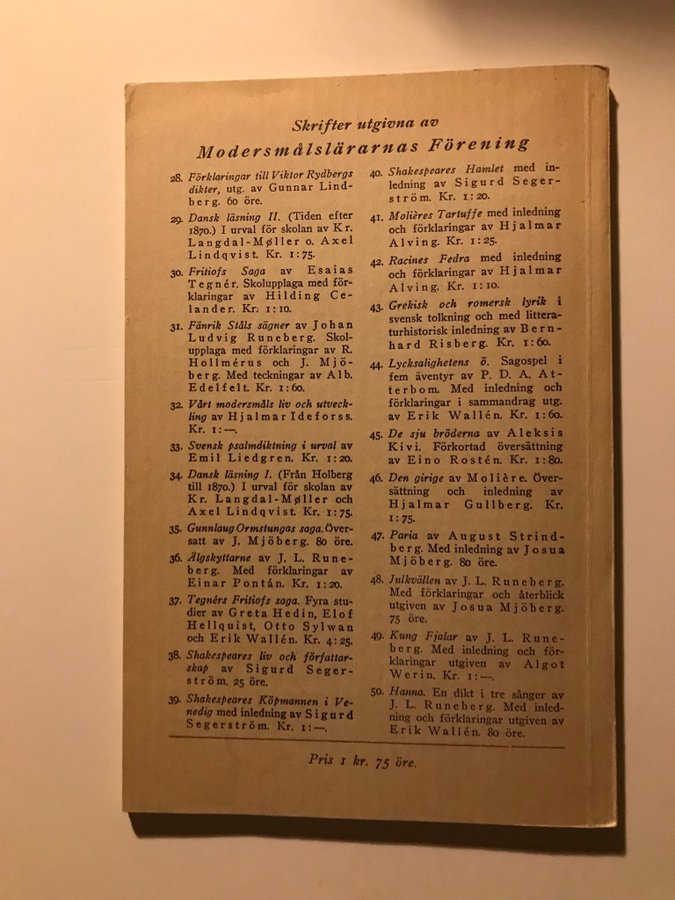 Skrifter utgivna av
Modersmålslärarnas Förening
28. Förklaringar till Viktor Rydbergs
dikter, utg. av Gunnar Lind-
berg. 60 öre.
29. Dansk läsning II. (Tiden efter
1870.) I urval för skolan av Kr.
Langdal-Møller o. Axel
Lindqvist. Kr. 1:75.
30. Fritiofs Saga av Esaias
Tegnér. Skolupplaga med för-
klaringar av Hilding Ce-
lander. Kr. 1:10.
31. Fänrik Ståls sägner av Johan
Ludvig Runeberg. Skol-
upplaga med förklaringar av R.
Hollmérus och J. Mjö-
berg. Med teckningar av Alb.
Edelfelt. Kr. 1:60.
32. Vårt modersmåls liv och utveck-
ling av Hjalmar Ideforss.
Kr. 1:—.
33. Svensk psalmdiktning i urval av
Emil Liedgren. Kr. 1:20.
34. Dansk läsning I. (Från Holberg
till 1870.) I urval för skolan av
Kr. Langdal-Møller och
Axel Lindqvist. Kr. 1:75.
35. Gunnlaug Ormstungas saga. Över-
satt av J. Mjöberg. 80 öre.
36. Älgskyttarne av J. L. Rune-
berg. Med förklaringar av
Einar Pontán. Kr. 1:20.
37. Tegnérs Fritiofs saga. Fyra stu-
dier av Greta Hedin, Elof
Hellquist, Otto Sylwan
och Erik Wallén. Kr. 4:25.
38. Shakespeares liv och författar-
skap av Sigurd Seger-
ström. 25 öre.
39. Shakespeares Köpmannen i Ve-
nedig med inledning av Sigurd
Segerström. Kr. 1:—.
40. Shakespeares Hamlet med in-
ledning av Sigurd Seger-
ström. Kr. 1:20.
41. Molières Tartuffe med inledning
och förklaringar av Hjalmar
Alving. Kr. 1:25.
42. Racines Fedra med inledning
och förklaringar av Hjalmar
Alving. Kr. 1:10.
43. Grekisk och romersk lyrik i
svensk tolkning och med littera-
turhistorisk inledning av Bern-
hard Risberg. Kr. 1:60.
44. Lycksalighetens ö. Sagospel i
fem äventyr av P. D. A. At-
terbom. Med inledning och
förklaringar i sammandrag utg.
av Erik Wallén. Kr. 1:60.
45. De sju bröderna av Aleksis
Kivi. Förkortad översättning
av Eino Rostén. Kr. 1:80.
46. Den girige av Molière. Över-
sättning och inledning av
Hjalmar Gullberg. Kr.
1:75.
47. Paria av August Strind-
berg. Med inledning av Josua
Mjöberg. 80 öre.
48. Julkvällen av J. L. Runeberg.
Med förklaringar och återblick
utgiven av Josua Mjöberg.
75 öre.
49. Kung Fjalar av J. L. Rune-
berg. Med inledning och för-
klaringar utgiven av Algot
Werin. Kr. 1:—.
50. Hanna. En dikt i tre sånger av
J. L. Runeberg. Med inled-
ning och förklaringar utgiven av
Erik Wallén. 80 öre.
Pris 1 kr. 75 öre.